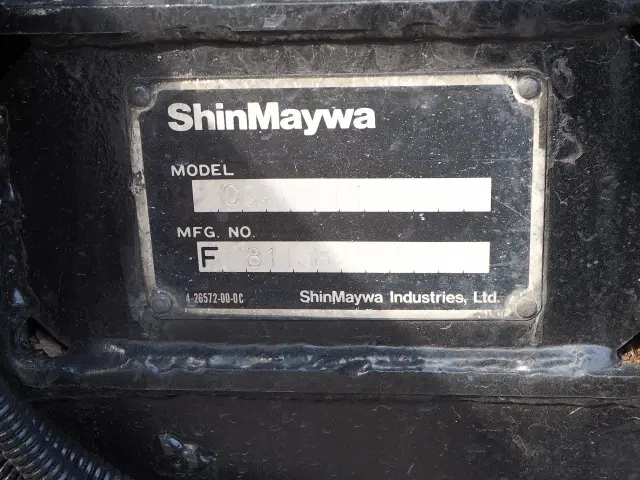 ShinMaywa
MODEL
MFG. NO.
F
4-26572-00-0C
ShinMaywa Industries, Ltd.